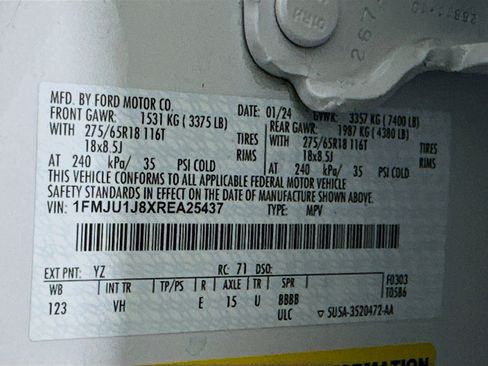 MFD. BY FORD MOTOR CO.
DATE: 01/24 GVWR: 3357 KG (7400 LB)
FRONT GAWR: 1531 KG (3375 LB) REAR GAWR: 1987 KG (4380 LB)
WITH 275/65R18 116T TIRES WITH 275/65R18 116T TIRES
18x8.5J RIMS 18x8.5J RIMS
AT 240 kPa/ 35 PSI COLD AT 240 kPa/ 35 PSI COLD
THIS VEHICLE CONFORMS TO ALL APPLICABLE FEDERAL MOTOR VEHICLE
SAFETY STANDARDS IN EFFECT ON THE DATE OF MANUFACTURE SHOWN ABOVE.
VIN: 1FMJU1J8XREA25437 TYPE: MPV
EXT PNT: YZ RC: 71 DSO: F0303
WB INT TR TP/PS R AXLE TR SPR T0586
123 VH E 15 U BBBB
ULC ▽ 5U5A-3520472-AA
INFORMATION